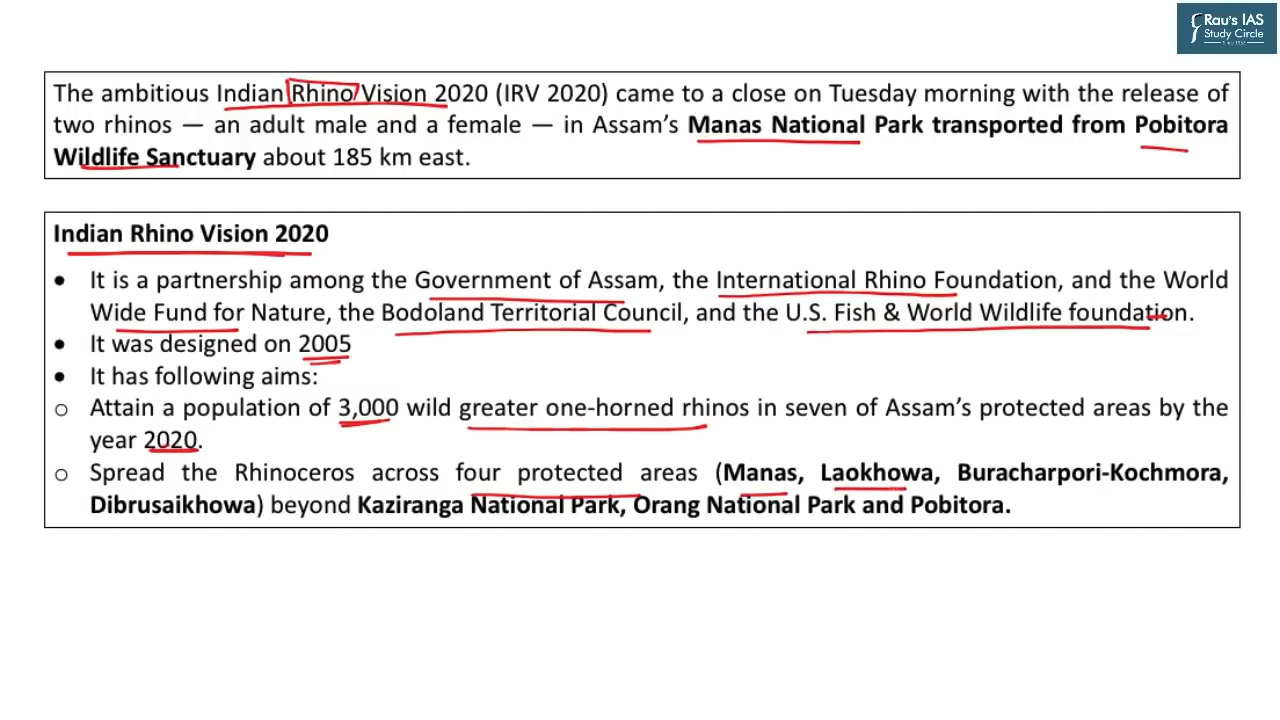 Rau's IAS
Study Circle
The ambitious Indian Rhino Vision 2020 (IRV 2020) came to a close on Tuesday morning with the release of
two rhinos — an adult male and a female — in Assam's Manas National Park transported from Pobitora
Wildlife Sanctuary about 185 km east.
Indian Rhino Vision 2020
• It is a partnership among the Government of Assam, the International Rhino Foundation, and the World
Wide Fund for Nature, the Bodoland Territorial Council, and the U.S. Fish & World Wildlife foundation.
• It was designed on 2005
• It has following aims:
o Attain a population of 3,000 wild greater one-horned rhinos in seven of Assam's protected areas by the
year 2020.
o Spread the Rhinoceros across four protected areas (Manas, Laokhowa, Buracharpori-Kochmora,
Dibrusaikhowa) beyond Kaziranga National Park, Orang National Park and Pobitora.